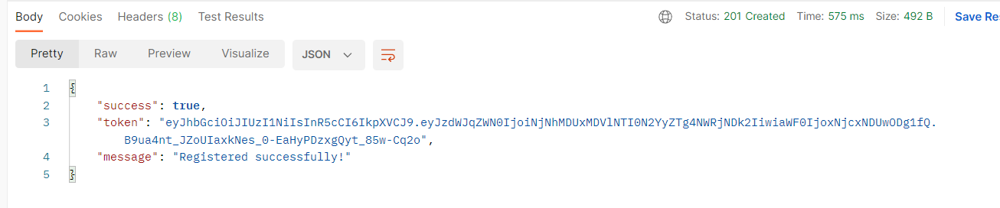 Body Cookies Headers (8) Test Results Status: 201 Created Time: 575 ms Size: 492 B Save Res
Pretty Raw Preview Visualize JSON
1 {
2 "success": true,
3 "token": "eyJhbGciOiJIUzI1NiIsInR5cCI6IkpXVCJ9.eyJzdWJqZWN0IjoiNjNhMDUxMDVlNTI0N2YyZTg4NWRjNDk2IiwiaWF0IjoxNjcxNDUwODg1fQ.
B9ua4nt_JZoUIaxkNes_0-EaHyPDzxgQyt_85w-Cq2o",
4 "message": "Registered successfully!"
5 }